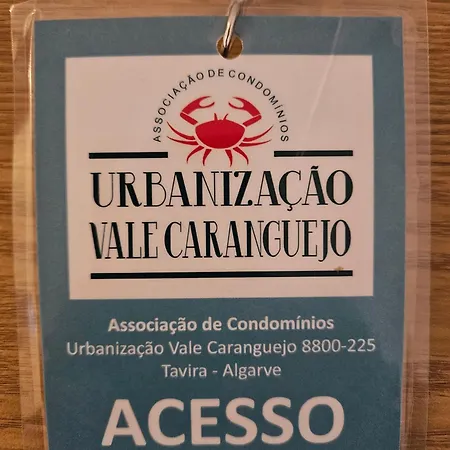 ASSOCIAÇÃO DE CONDOMÍNIOS
URBANIZAÇÃO
VALE CARANGUEJO
Associação de Condomínios
Urbanização Vale Caranguejo 8800-225
Tavira - Algarve
ACESSO